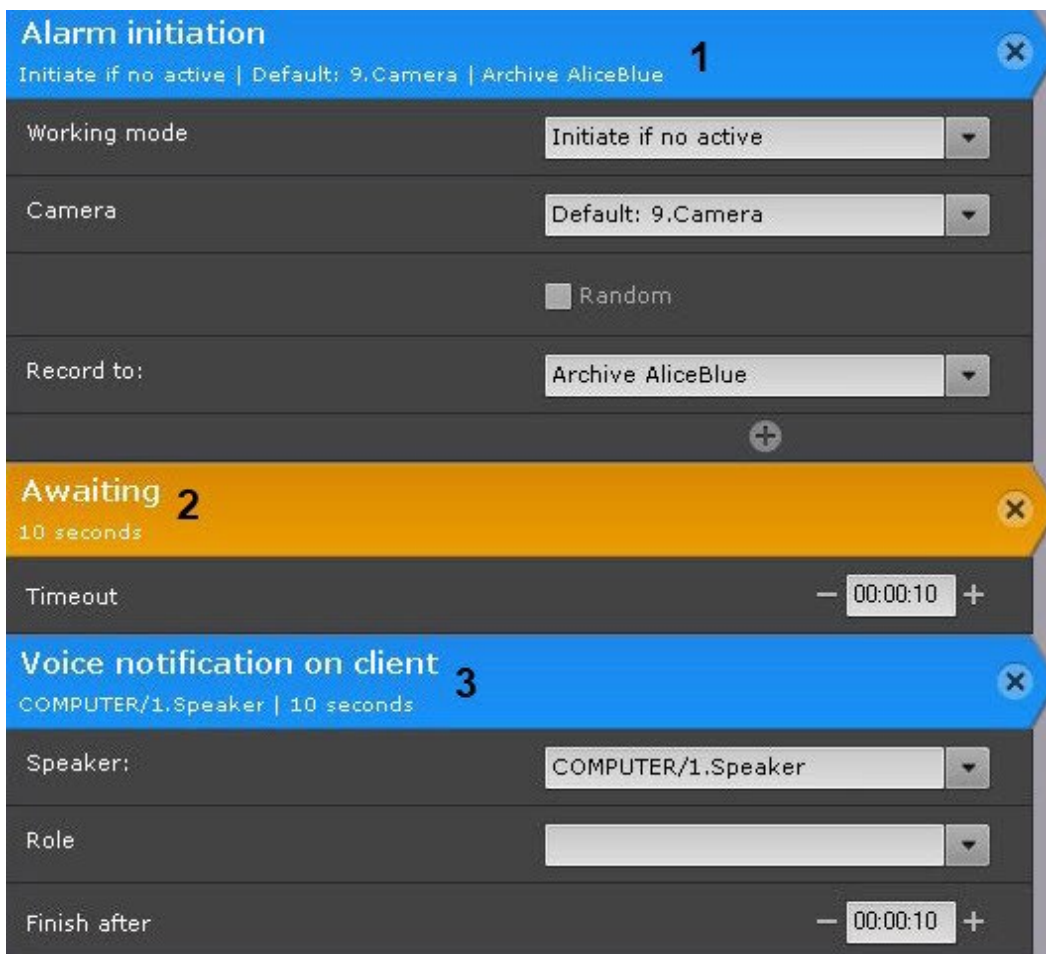 Alarm initiation
1
Initiate if no active | Default: 9.Camera | Archive AliceBlue
Working mode Initiate if no active
Camera Default: 9.Camera
Random
Record to: Archive AliceBlue
Awaiting 2
10 seconds
Timeout 00:00:10
Voice notification on client 3
COMPUTER/1.Speaker | 10 seconds
Speaker: COMPUTER/1.Speaker
Role
Finish after 00:00:10